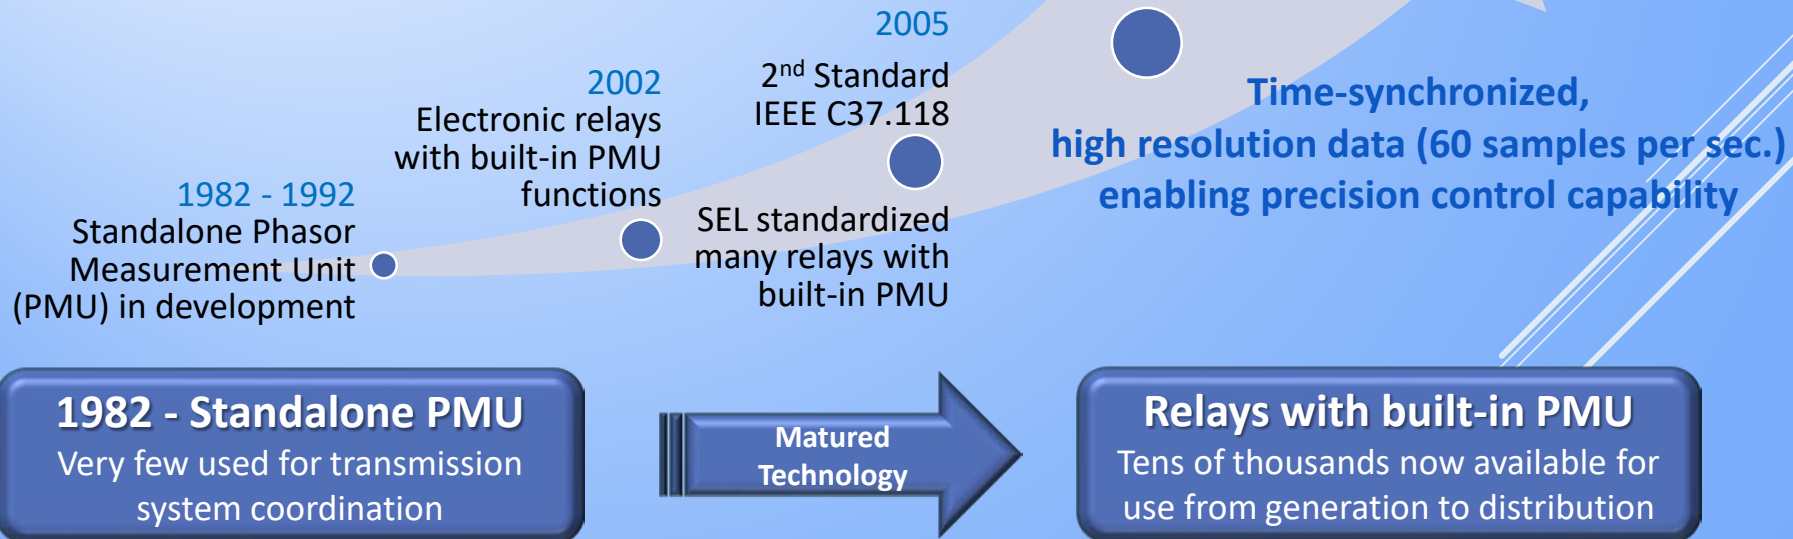 1982 - 1992
Standalone Phasor
Measurement Unit
(PMU) in development
2002
Electronic relays
with built-in PMU
functions
2005
2nd Standard
IEEE C37.118
SEL standardized
many relays with
built-in PMU
Time-synchronized,
high resolution data (60 samples per sec.)
enabling precision control capability
1982 - Standalone PMU
Very few used for transmission
system coordination
Matured
Technology
Relays with built-in PMU
Tens of thousands now available for
use from generation to distribution